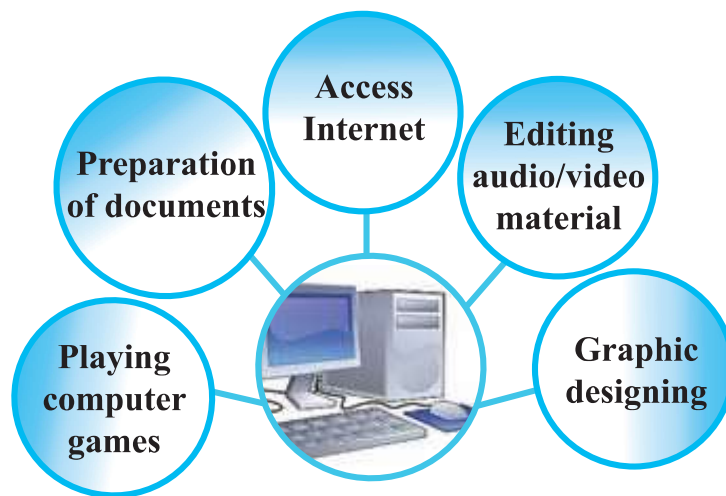 Access
Internet
Preparation
of documents
Editing
audio/video
material
Playing
computer
games
Graphic
designing